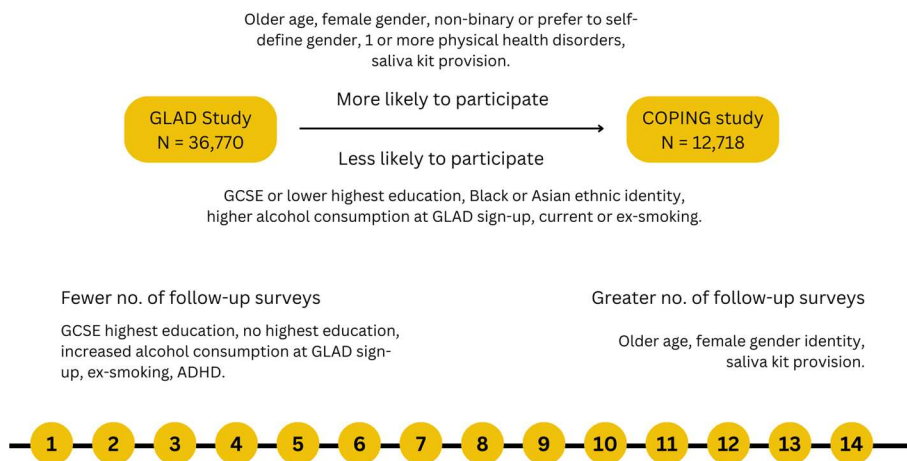 Older age, female gender, non-binary or prefer to self-
define gender, 1 or more physical health disorders,
saliva kit provision.
More likely to participate
GLAD Study
N = 36,770
COPING study
N = 12,718
Less likely to participate
GCSE or lower highest education, Black or Asian ethnic identity,
higher alcohol consumption at GLAD sign-up, current or ex-smoking.
Fewer no. of follow-up surveys
GCSE highest education, no highest education,
increased alcohol consumption at GLAD sign-
up, ex-smoking, ADHD.
Greater no. of follow-up surveys
Older age, female gender identity,
saliva kit provision.
1 2 3 4 5 6 7 8 9 10 11 12 13 14